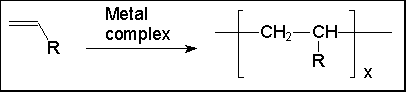 Metal
complex
R
CH₂ CH
R
x